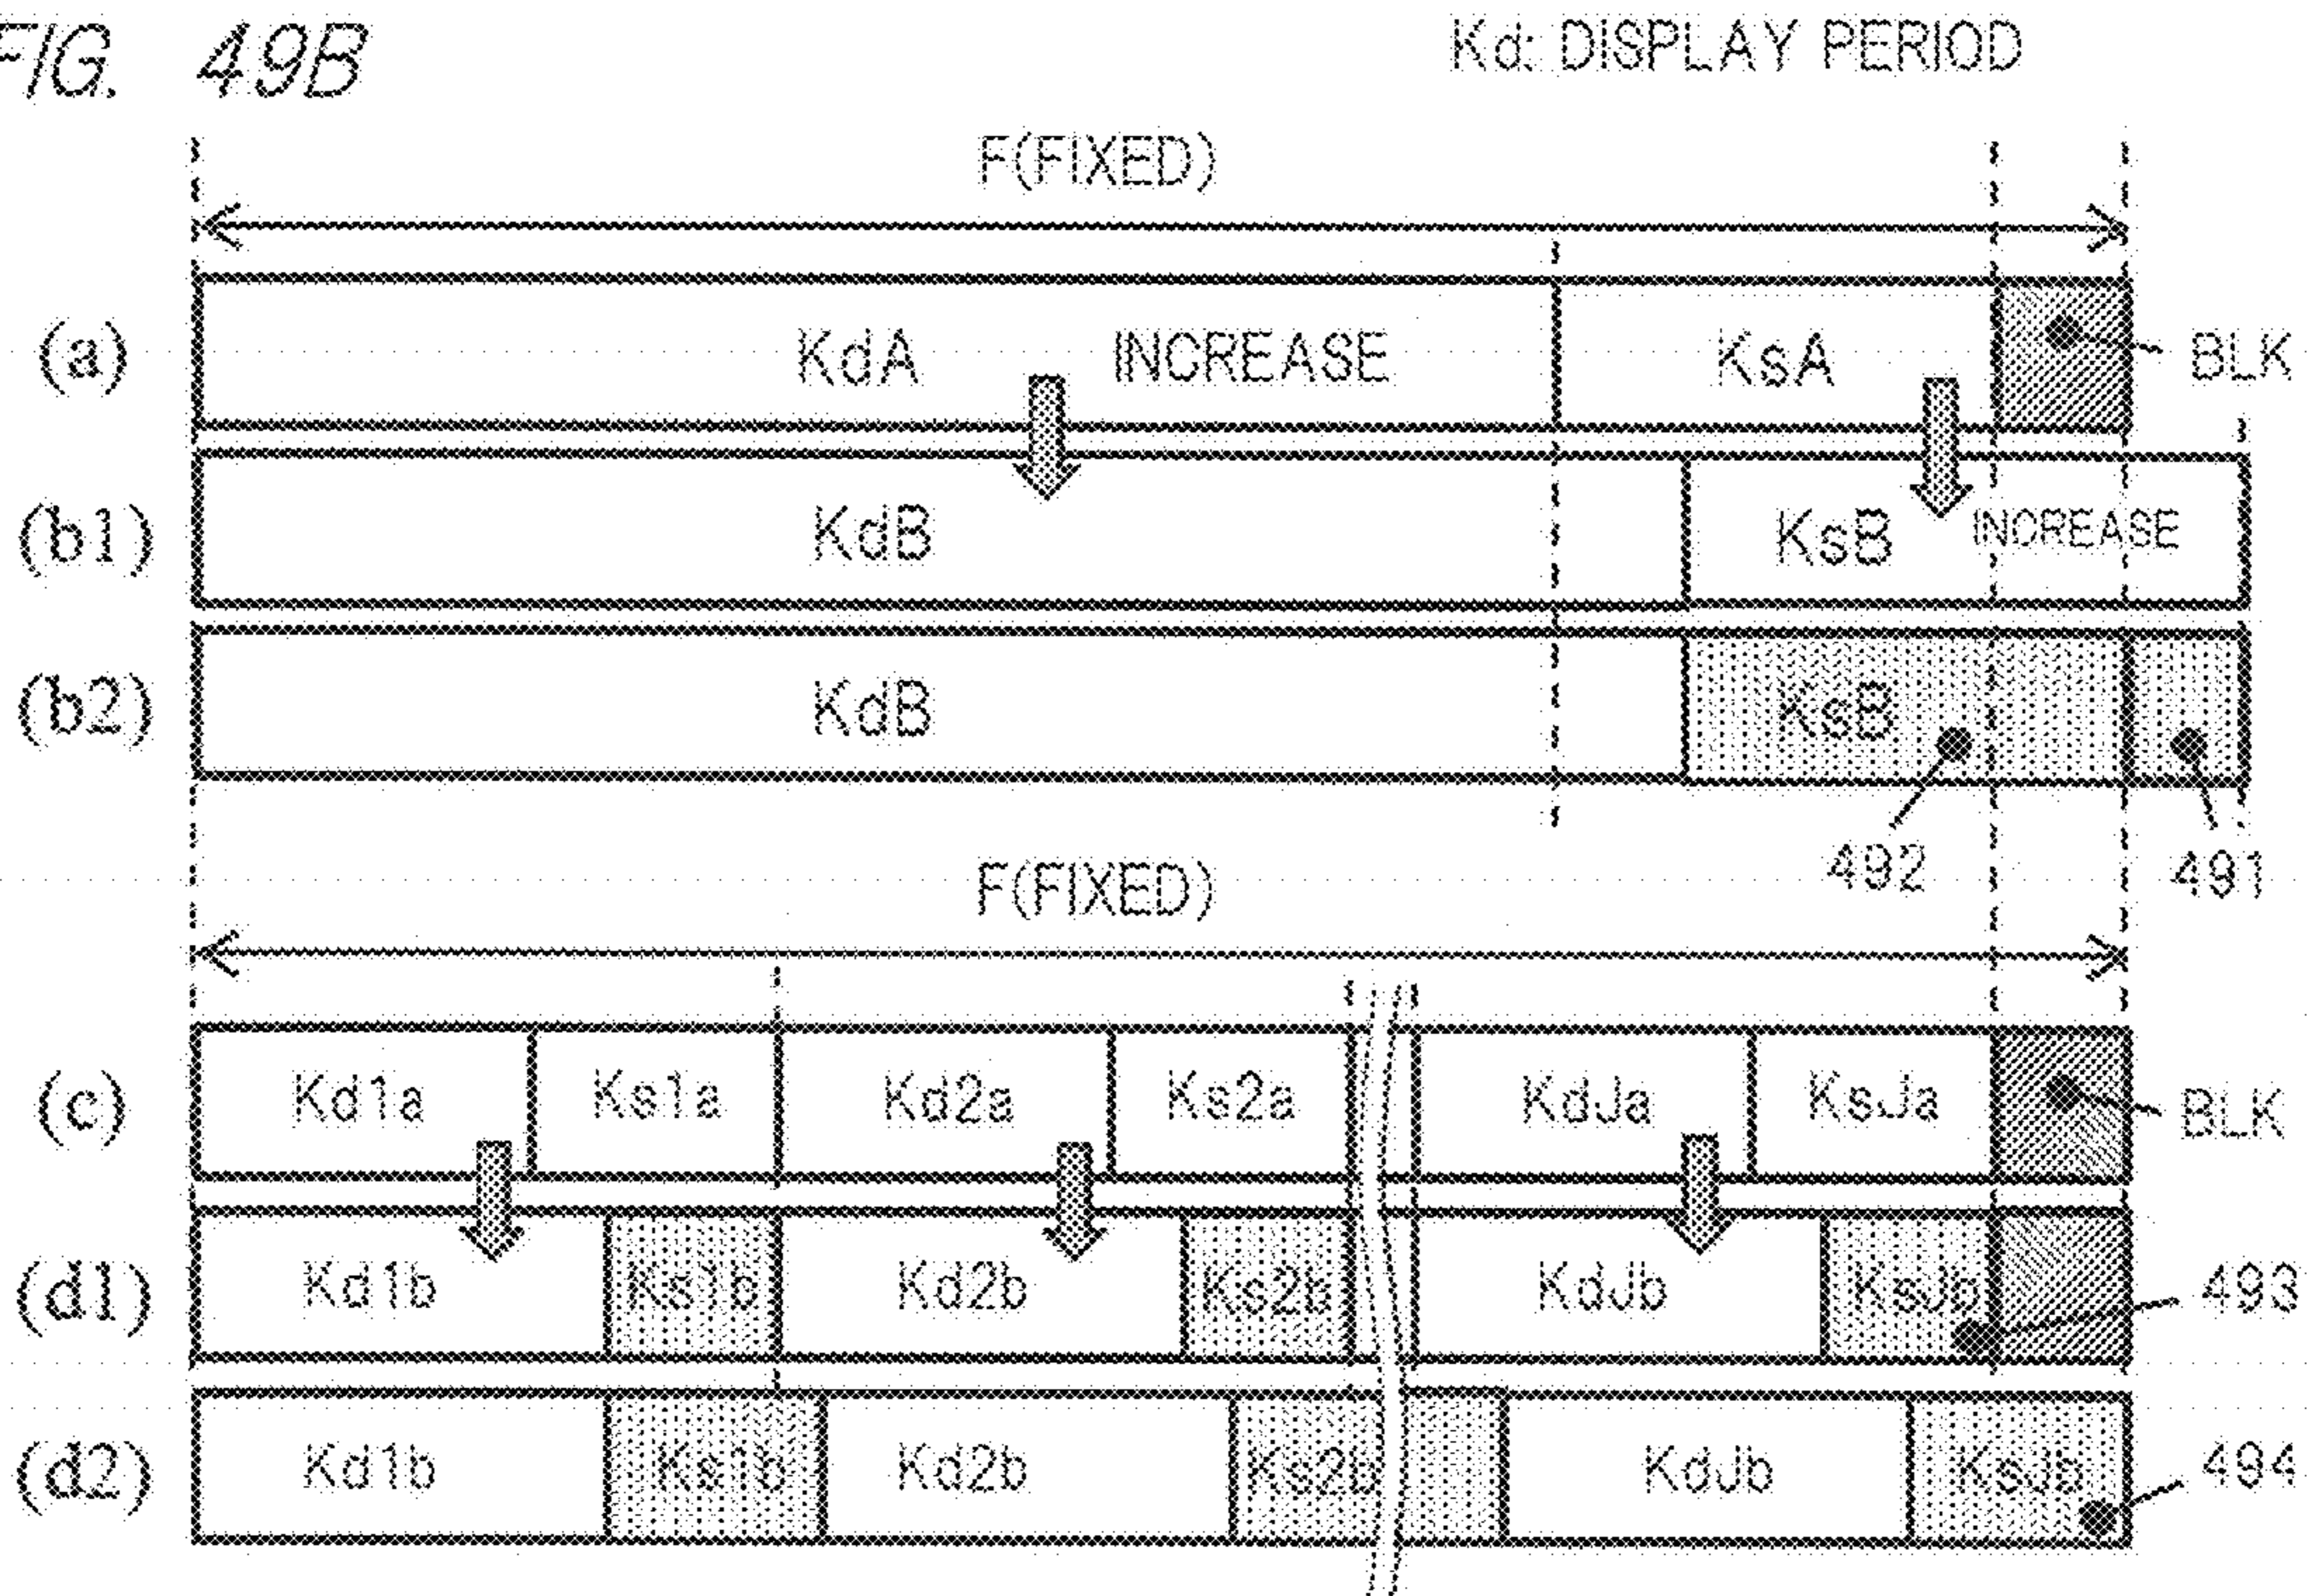 FIG. 49B
Kd: DISPLAY PERIOD
F(FIXED)
(a) KdA INCREASE KsA BLK
(b1) KdB KsB INCREASE
(b2) KdB KsB
492 491
F(FIXED)
(c) Kd1a Ks1a Kd2a Ks2a KdJa KsJa BLK
(d1) Kd1b Ks1b Kd2b Ks2b KdJb KsJb 493
(d2) Kd1b Ks1b Kd2b Ks2b KdJb KsJb 494